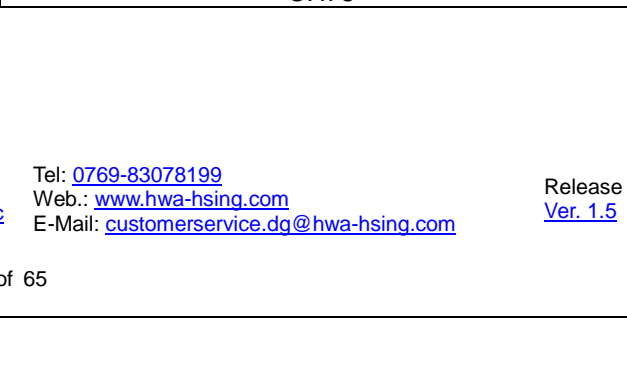 Tel: 0769-83078199
Web.: www.hwa-hsing.com
E-Mail: customerservice.dg@hwa-hsing.com
Release
Ver. 1.5
of 65